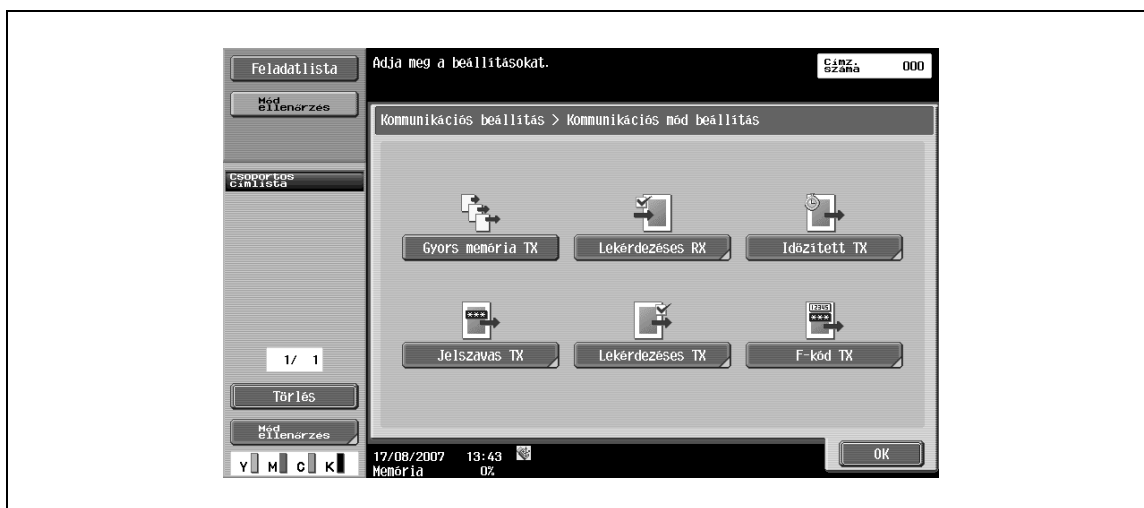 Feladatlista
Mód
ellenőrzés
Csoportos
címlista
1/ 1
Törlés
Mód
ellenőrzés
Y M C K
Adja meg a beállításokat.
Címz.
száma 000
Kommunikációs beállítás > Kommunikációs mód beállítás
Gyors memória TX
Lekérdezéses RX
Időzített TX
***
12345
***
Jelszavas TX
Lekérdezéses TX
F-kód TX
17/08/2007 13:43
Memória 0%
OK